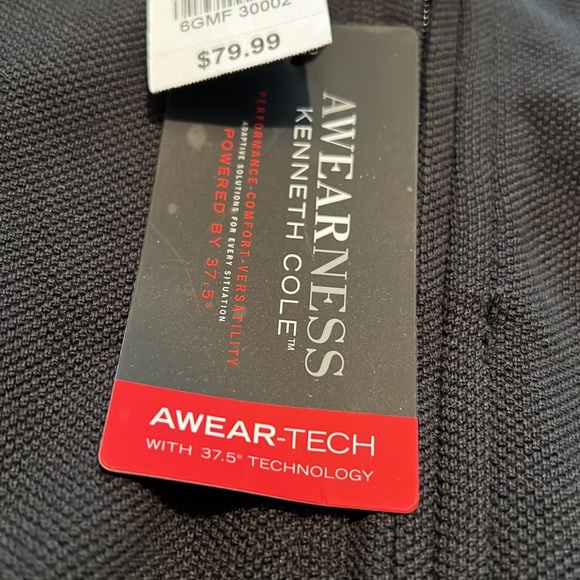 6GMF 30002
$79.99
AWEARNESS
KENNETH COLE™
PERFORMANCE-COMFORT-VERSATILITY
ADAPTIVE SOLUTIONS FOR EVERY SITUATION
POWERED BY 37.5®
AWEAR-TECH
WITH 37.5® TECHNOLOGY